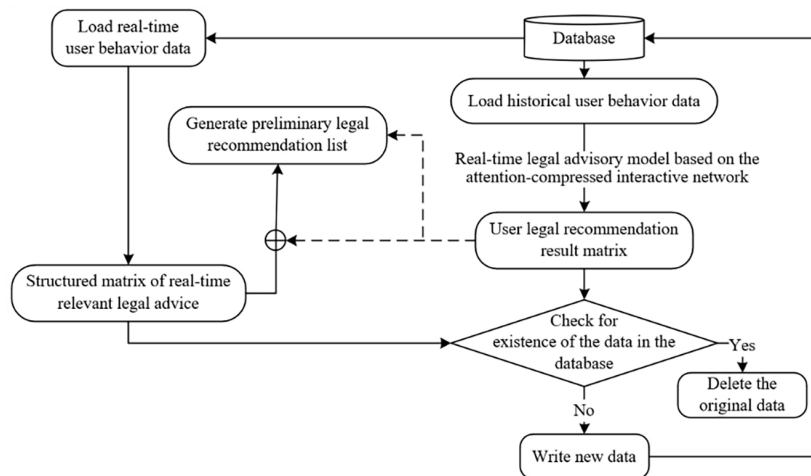 Load real-time
user behavior data
Database
Load historical user behavior data
Generate preliminary legal
recommendation list
Real-time legal advisory model based on the
attention-compressed interactive network
User legal recommendation
result matrix
Structured matrix of real-time
relevant legal advice
Check for
existence of the data in the
database
Yes
Delete the
original data
No
Write new data